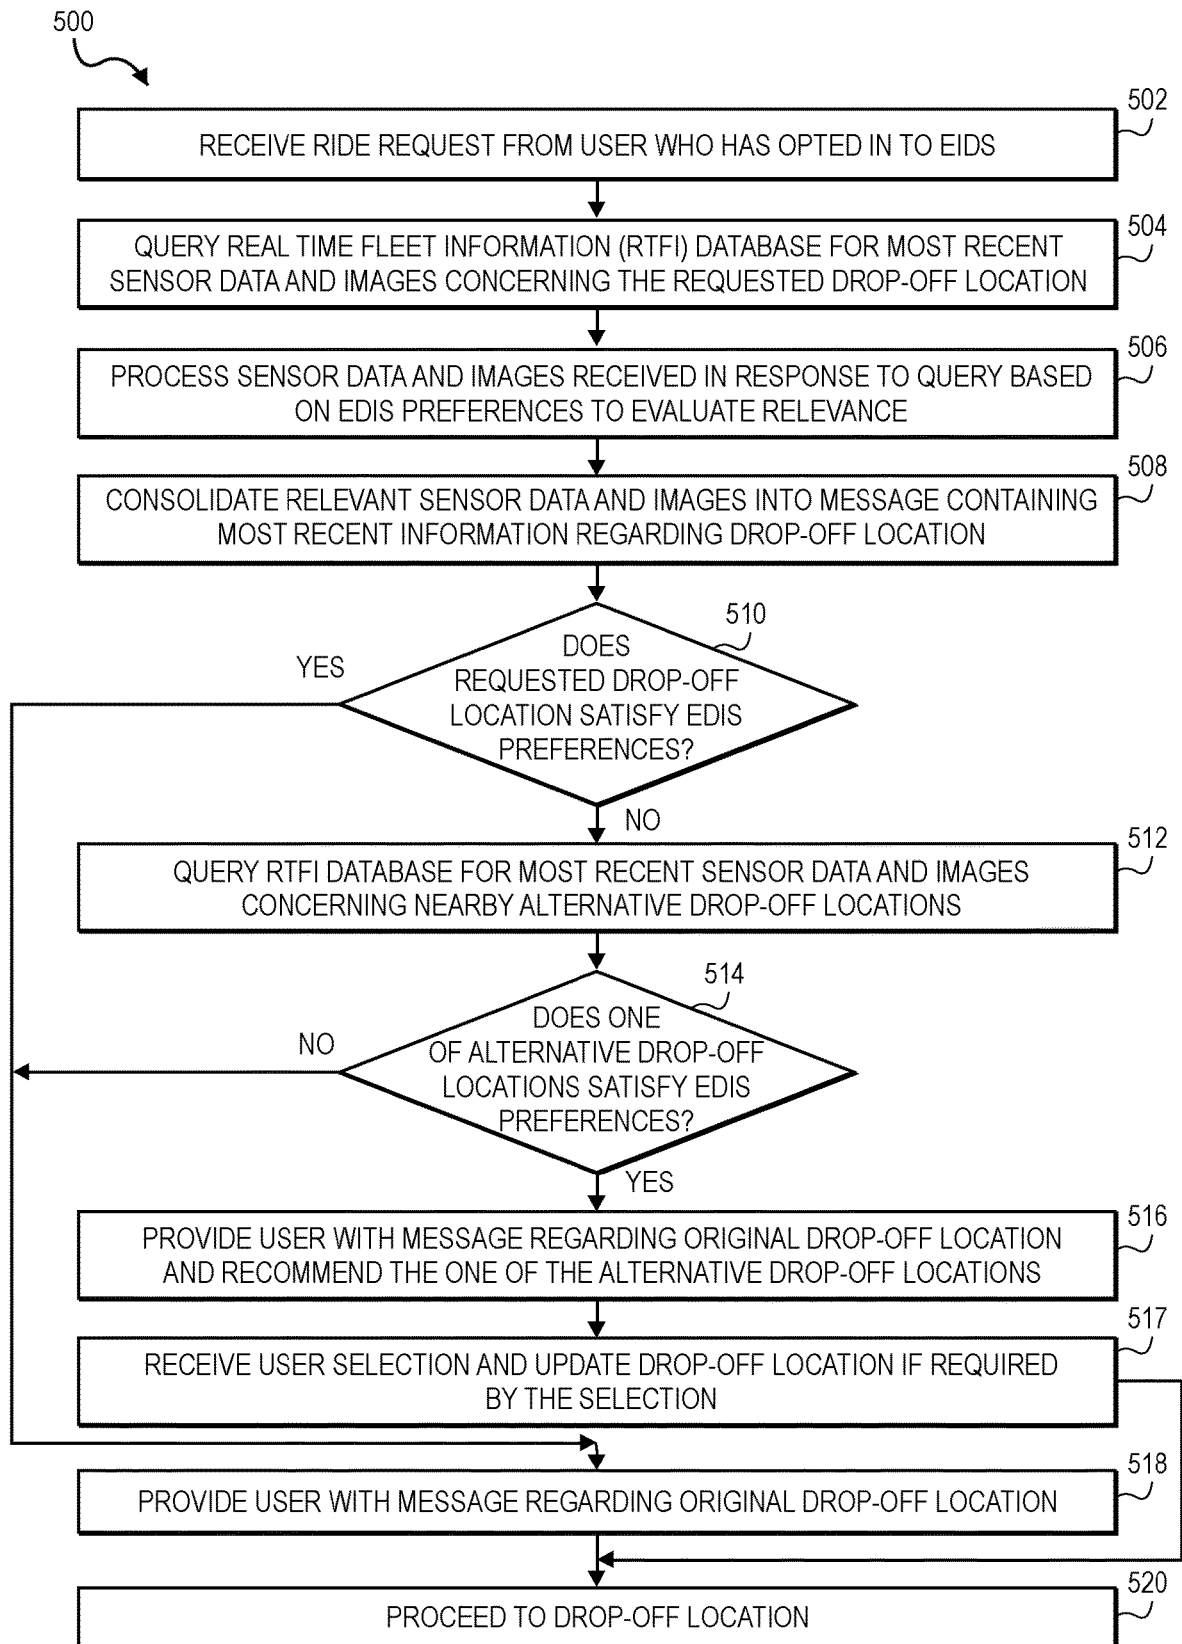 500
502
RECEIVE RIDE REQUEST FROM USER WHO HAS OPTED IN TO EIDS
504
QUERY REAL TIME FLEET INFORMATION (RTFI) DATABASE FOR MOST RECENT
SENSOR DATA AND IMAGES CONCERNING THE REQUESTED DROP-OFF LOCATION
506
PROCESS SENSOR DATA AND IMAGES RECEIVED IN RESPONSE TO QUERY BASED
ON EDIS PREFERENCES TO EVALUATE RELEVANCE
508
CONSOLIDATE RELEVANT SENSOR DATA AND IMAGES INTO MESSAGE CONTAINING
MOST RECENT INFORMATION REGARDING DROP-OFF LOCATION
510
YES
DOES
REQUESTED DROP-OFF
LOCATION SATISFY EDIS
PREFERENCES?
NO
512
QUERY RTFI DATABASE FOR MOST RECENT SENSOR DATA AND IMAGES
CONCERNING NEARBY ALTERNATIVE DROP-OFF LOCATIONS
514
NO
DOES ONE
OF ALTERNATIVE DROP-OFF
LOCATIONS SATISFY EDIS
PREFERENCES?
YES
516
PROVIDE USER WITH MESSAGE REGARDING ORIGINAL DROP-OFF LOCATION
AND RECOMMEND THE ONE OF THE ALTERNATIVE DROP-OFF LOCATIONS
517
RECEIVE USER SELECTION AND UPDATE DROP-OFF LOCATION IF REQUIRED
BY THE SELECTION
518
PROVIDE USER WITH MESSAGE REGARDING ORIGINAL DROP-OFF LOCATION
520
PROCEED TO DROP-OFF LOCATION